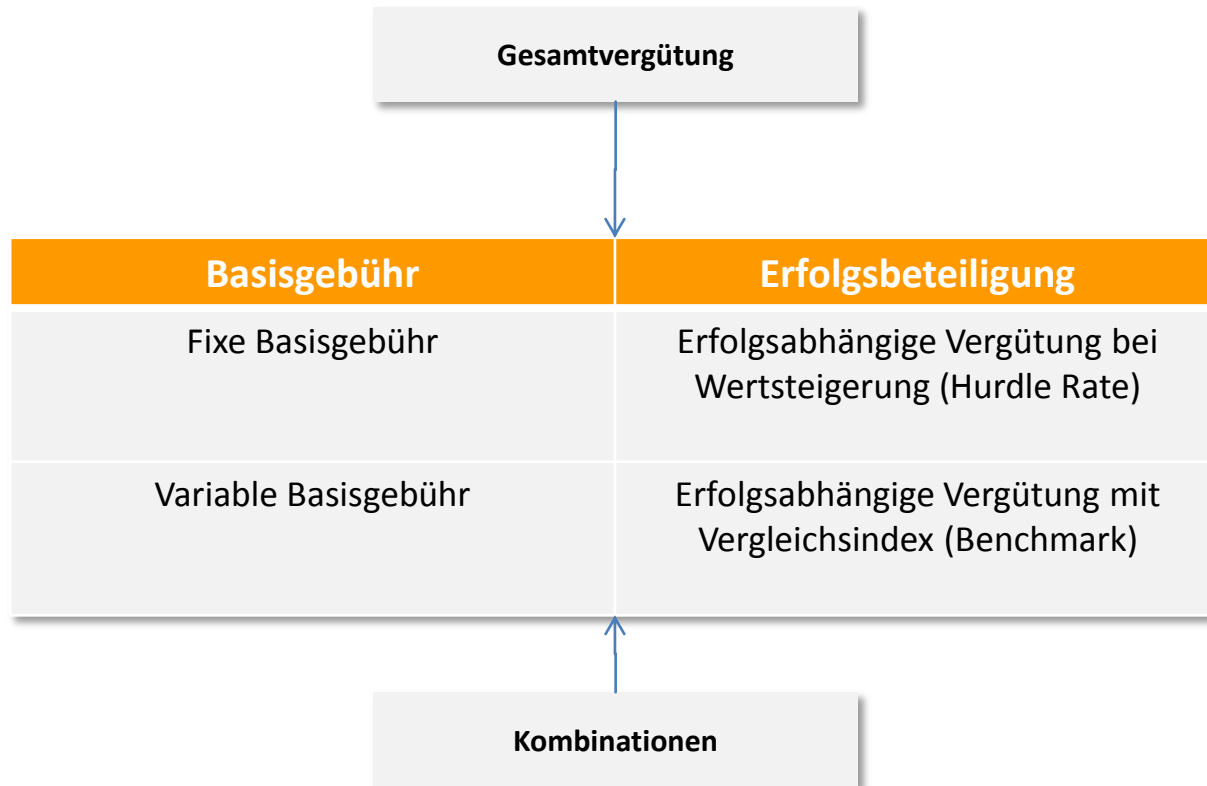 Gesamtvergütung
Basisgebühr
Erfolgsbeteiligung
Fixe Basisgebühr
Erfolgsabhängige Vergütung bei
Wertsteigerung (Hurdle Rate)
Variable Basisgebühr
Erfolgsabhängige Vergütung mit
Vergleichsindex (Benchmark)
Kombinationen